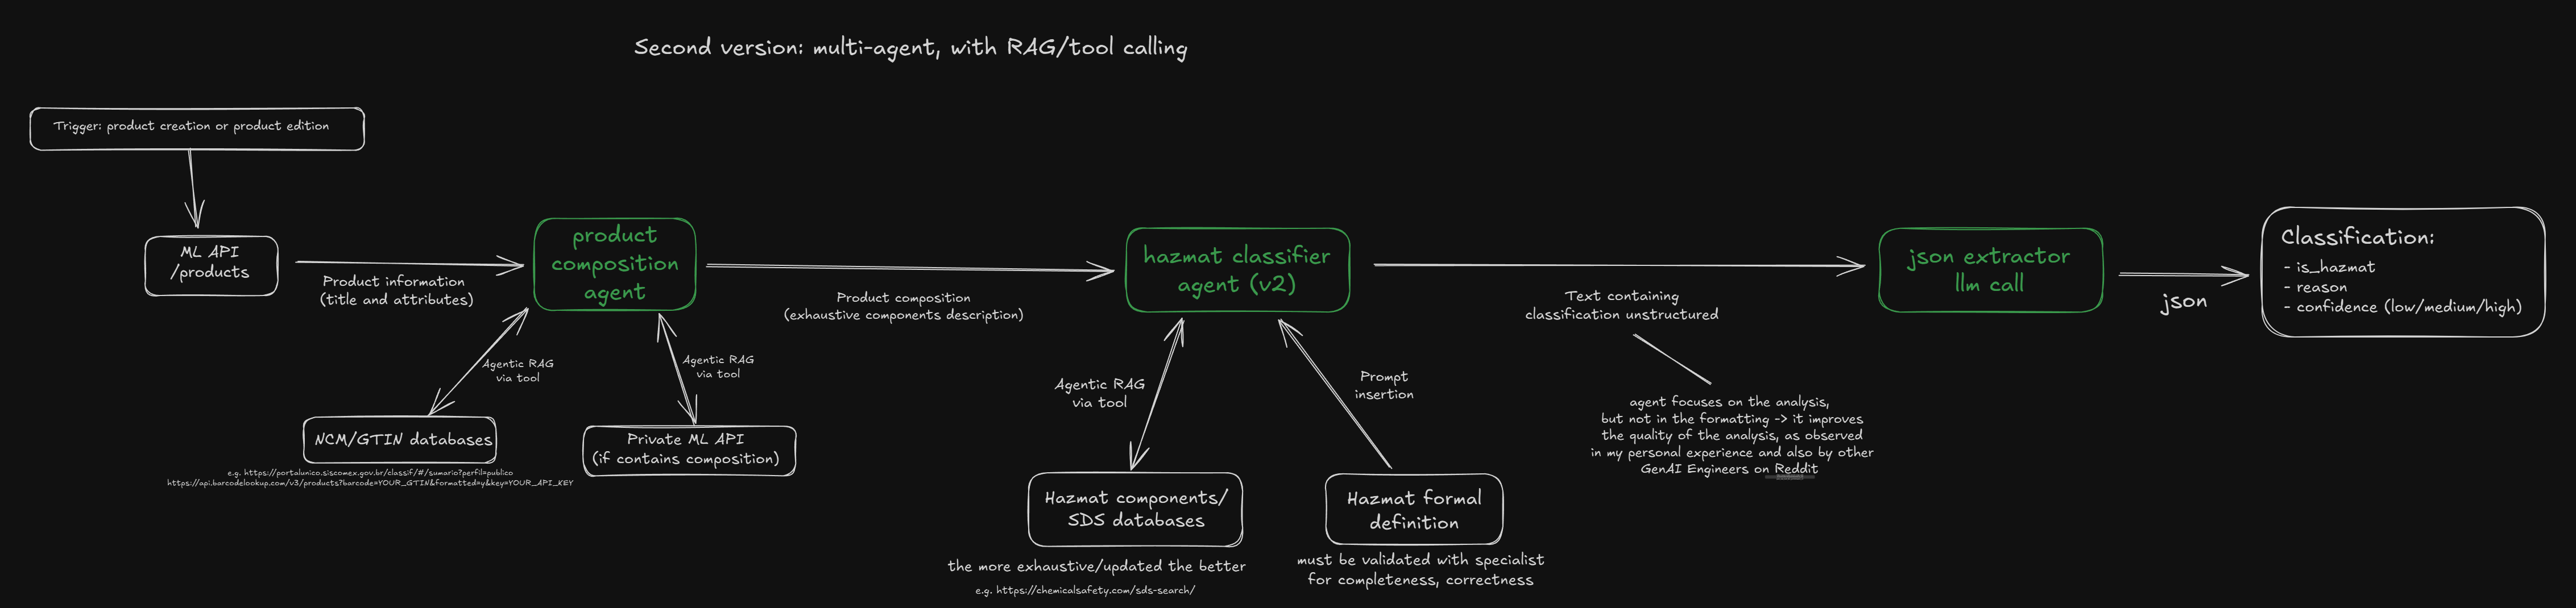 Second version: multi-agent, with RAG/tool calling
Trigger: product creation or product edition
ML API
/products
Product information
(title and attributes)
product
composition
agent
Agentic RAG
via tool
Agentic RAG
via tool
NCM/GTIN databases
e.g. https://portalunico.siscomex.gov.br/classif/#/sumario?perfil=publico
https://api.barcodelookup.com/v3/products?barcode=YOUR_GTIN&formatted=y&key=YOUR_API_KEY
Private ML API
(if contains composition)
Product composition
(exhaustive components description)
hazmat classifier
agent (v2)
Agentic RAG
via tool
Prompt
insertion
Hazmat components/
SDS databases
the more exhaustive/updated the better
e.g. https://chemicalsafety.com/sds-search/
Hazmat formal
definition
must be validated with specialist
for completeness, correctness
Text containing
classification unstructured
agent focuses on the analysis,
but not in the formatting -> it improves
the quality of the analysis, as observed
in my personal experience and also by other
GenAI Engineers on Reddit
json extractor
llm call
json
Classification:
- is_hazmat
- reason
- confidence (low/medium/high)